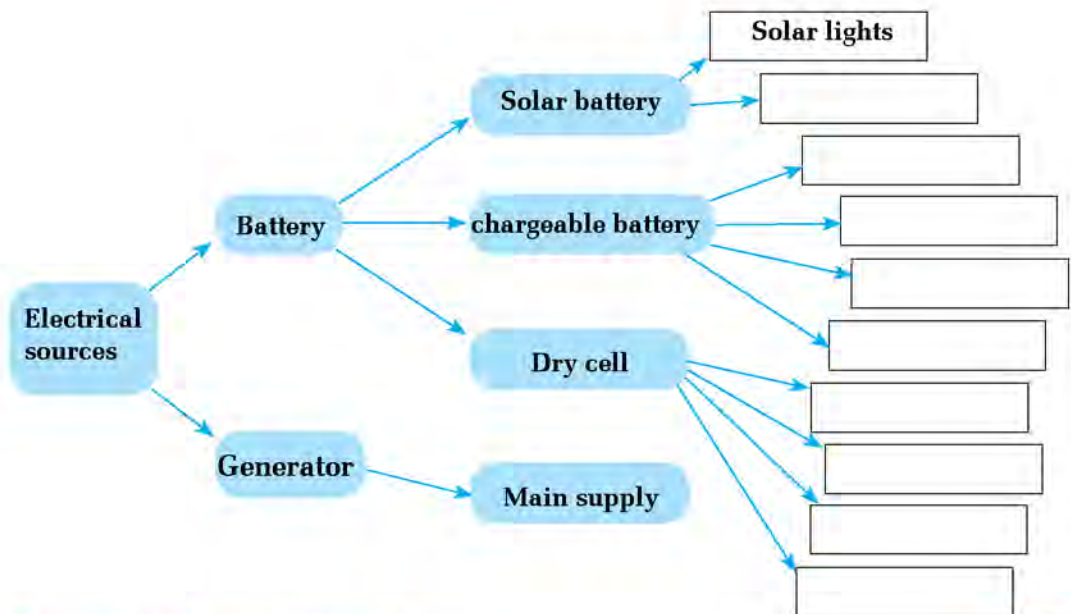 Solar lights
Solar battery
Battery
chargeable battery
Electrical
sources
Dry cell
Generator
Main supply